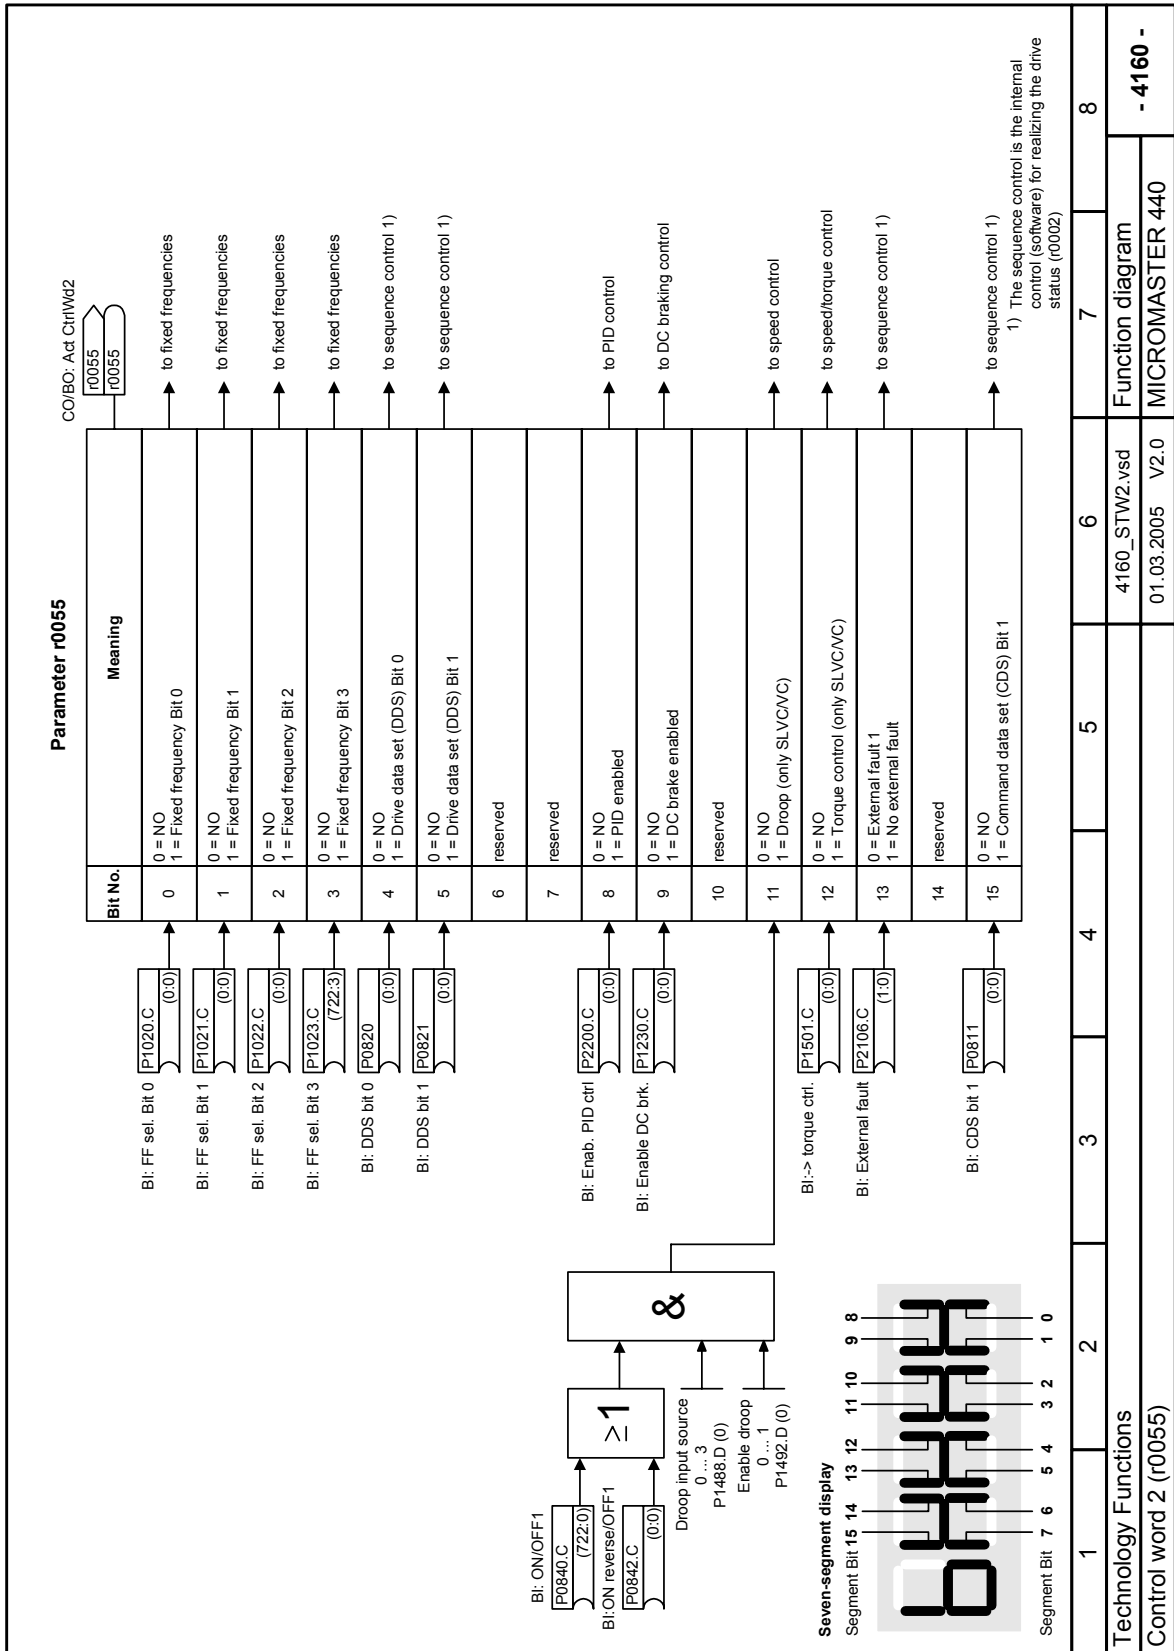 Parameter r0055
CO/BO: Act CtrlWd2
r0055
r0055
Bit No. Meaning
BI: FF sel. Bit 0 P1020.C (0:0) 0 0 = NO
1 = Fixed frequency Bit 0 to fixed frequencies
BI: FF sel. Bit 1 P1021.C (0:0) 1 0 = NO
1 = Fixed frequency Bit 1 to fixed frequencies
BI: FF sel. Bit 2 P1022.C (0:0) 2 0 = NO
1 = Fixed frequency Bit 2 to fixed frequencies
BI: FF sel. Bit 3 P1023.C (722:3) 3 0 = NO
1 = Fixed frequency Bit 3 to fixed frequencies
BI: DDS bit 0 P0820 (0:0) 4 0 = NO
1 = Drive data set (DDS) Bit 0 to sequence control 1)
BI: DDS bit 1 P0821 (0:0) 5 0 = NO
1 = Drive data set (DDS) Bit 1 to sequence control 1)
6 reserved
7 reserved
BI: Enab. PID ctrl P2200.C (0:0) 8 0 = NO
1 = PID enabled to PID control
BI: Enable DC brk. P1230.C (0:0) 9 0 = NO
1 = DC brake enabled to DC braking control
10 reserved
11 0 = NO
1 = Droop (only SLVC/VC) to speed control
BI:-> torque ctrl. P1501.C (0:0) 12 0 = NO
1 = Torque control (only SLVC/VC) to speed/torque control
BI: External fault P2106.C (1:0) 13 0 = External fault 1
1 = No external fault to sequence control 1)
14 reserved
BI: CDS bit 1 P0811 (0:0) 15 0 = NO
1 = Command data set (CDS) Bit 1 to sequence control 1)
BI: ON/OFF1
P0840.C
(722:0)
BI:ON reverse/OFF1
P0842.C
(0:0)
≥1
&
Droop input source
0 ... 3
P1488.D (0)
Enable droop
0 ... 1
P1492.D (0)
Seven-segment display
Segment Bit 15 14 13 12 11 10 9 8
Segment Bit 7 6 5 4 3 2 1 0
1) The sequence control is the internal
control (software) for realizing the drive
status (r0002)
1 2 3 4 5 6 7 8
Technology Functions 4160_STW2.vsd Function diagram - 4160 -
Control word 2 (r0055) 01.03.2005 V2.0 MICROMASTER 440